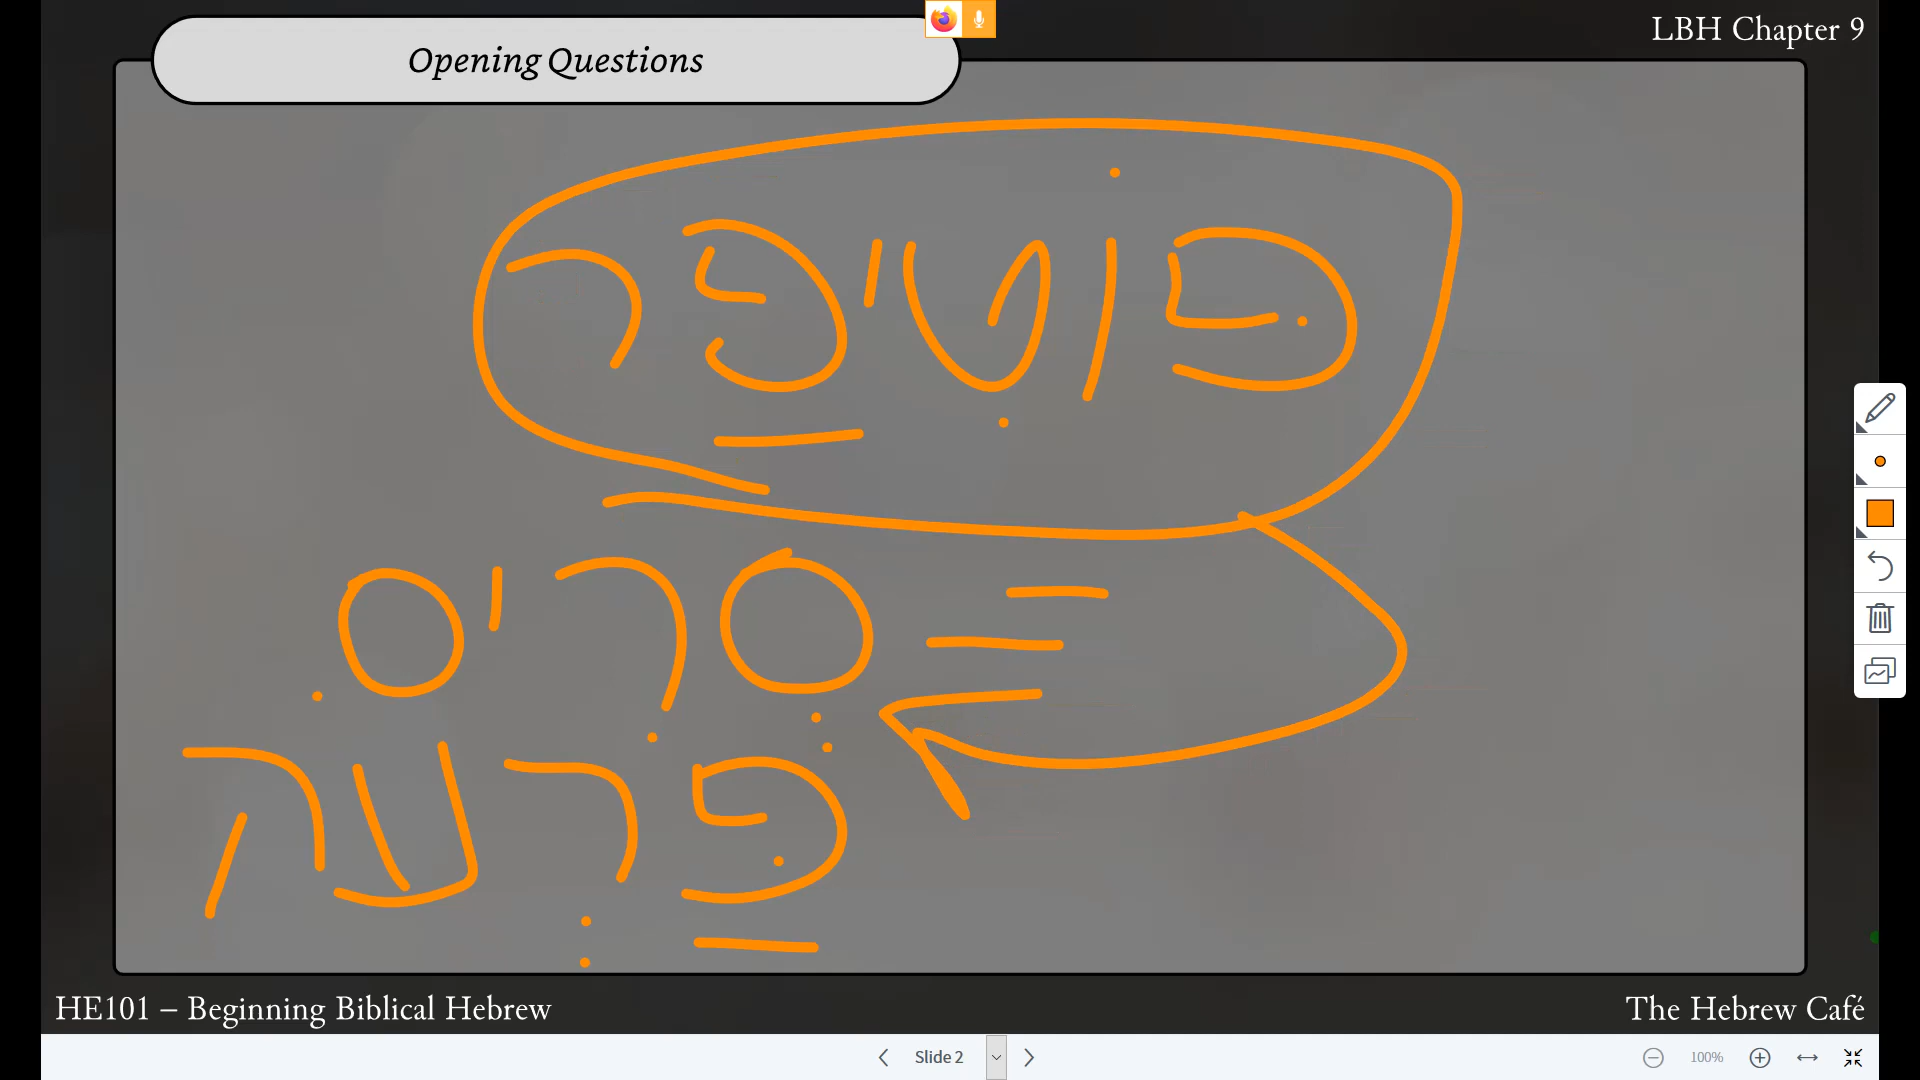 Opening Questions
LBH Chapter 9
פּוֹטִיפַר
סְרִיס
פַּרְעֹה
HE101 – Beginning Biblical Hebrew
The Hebrew Café
Slide 2
100%